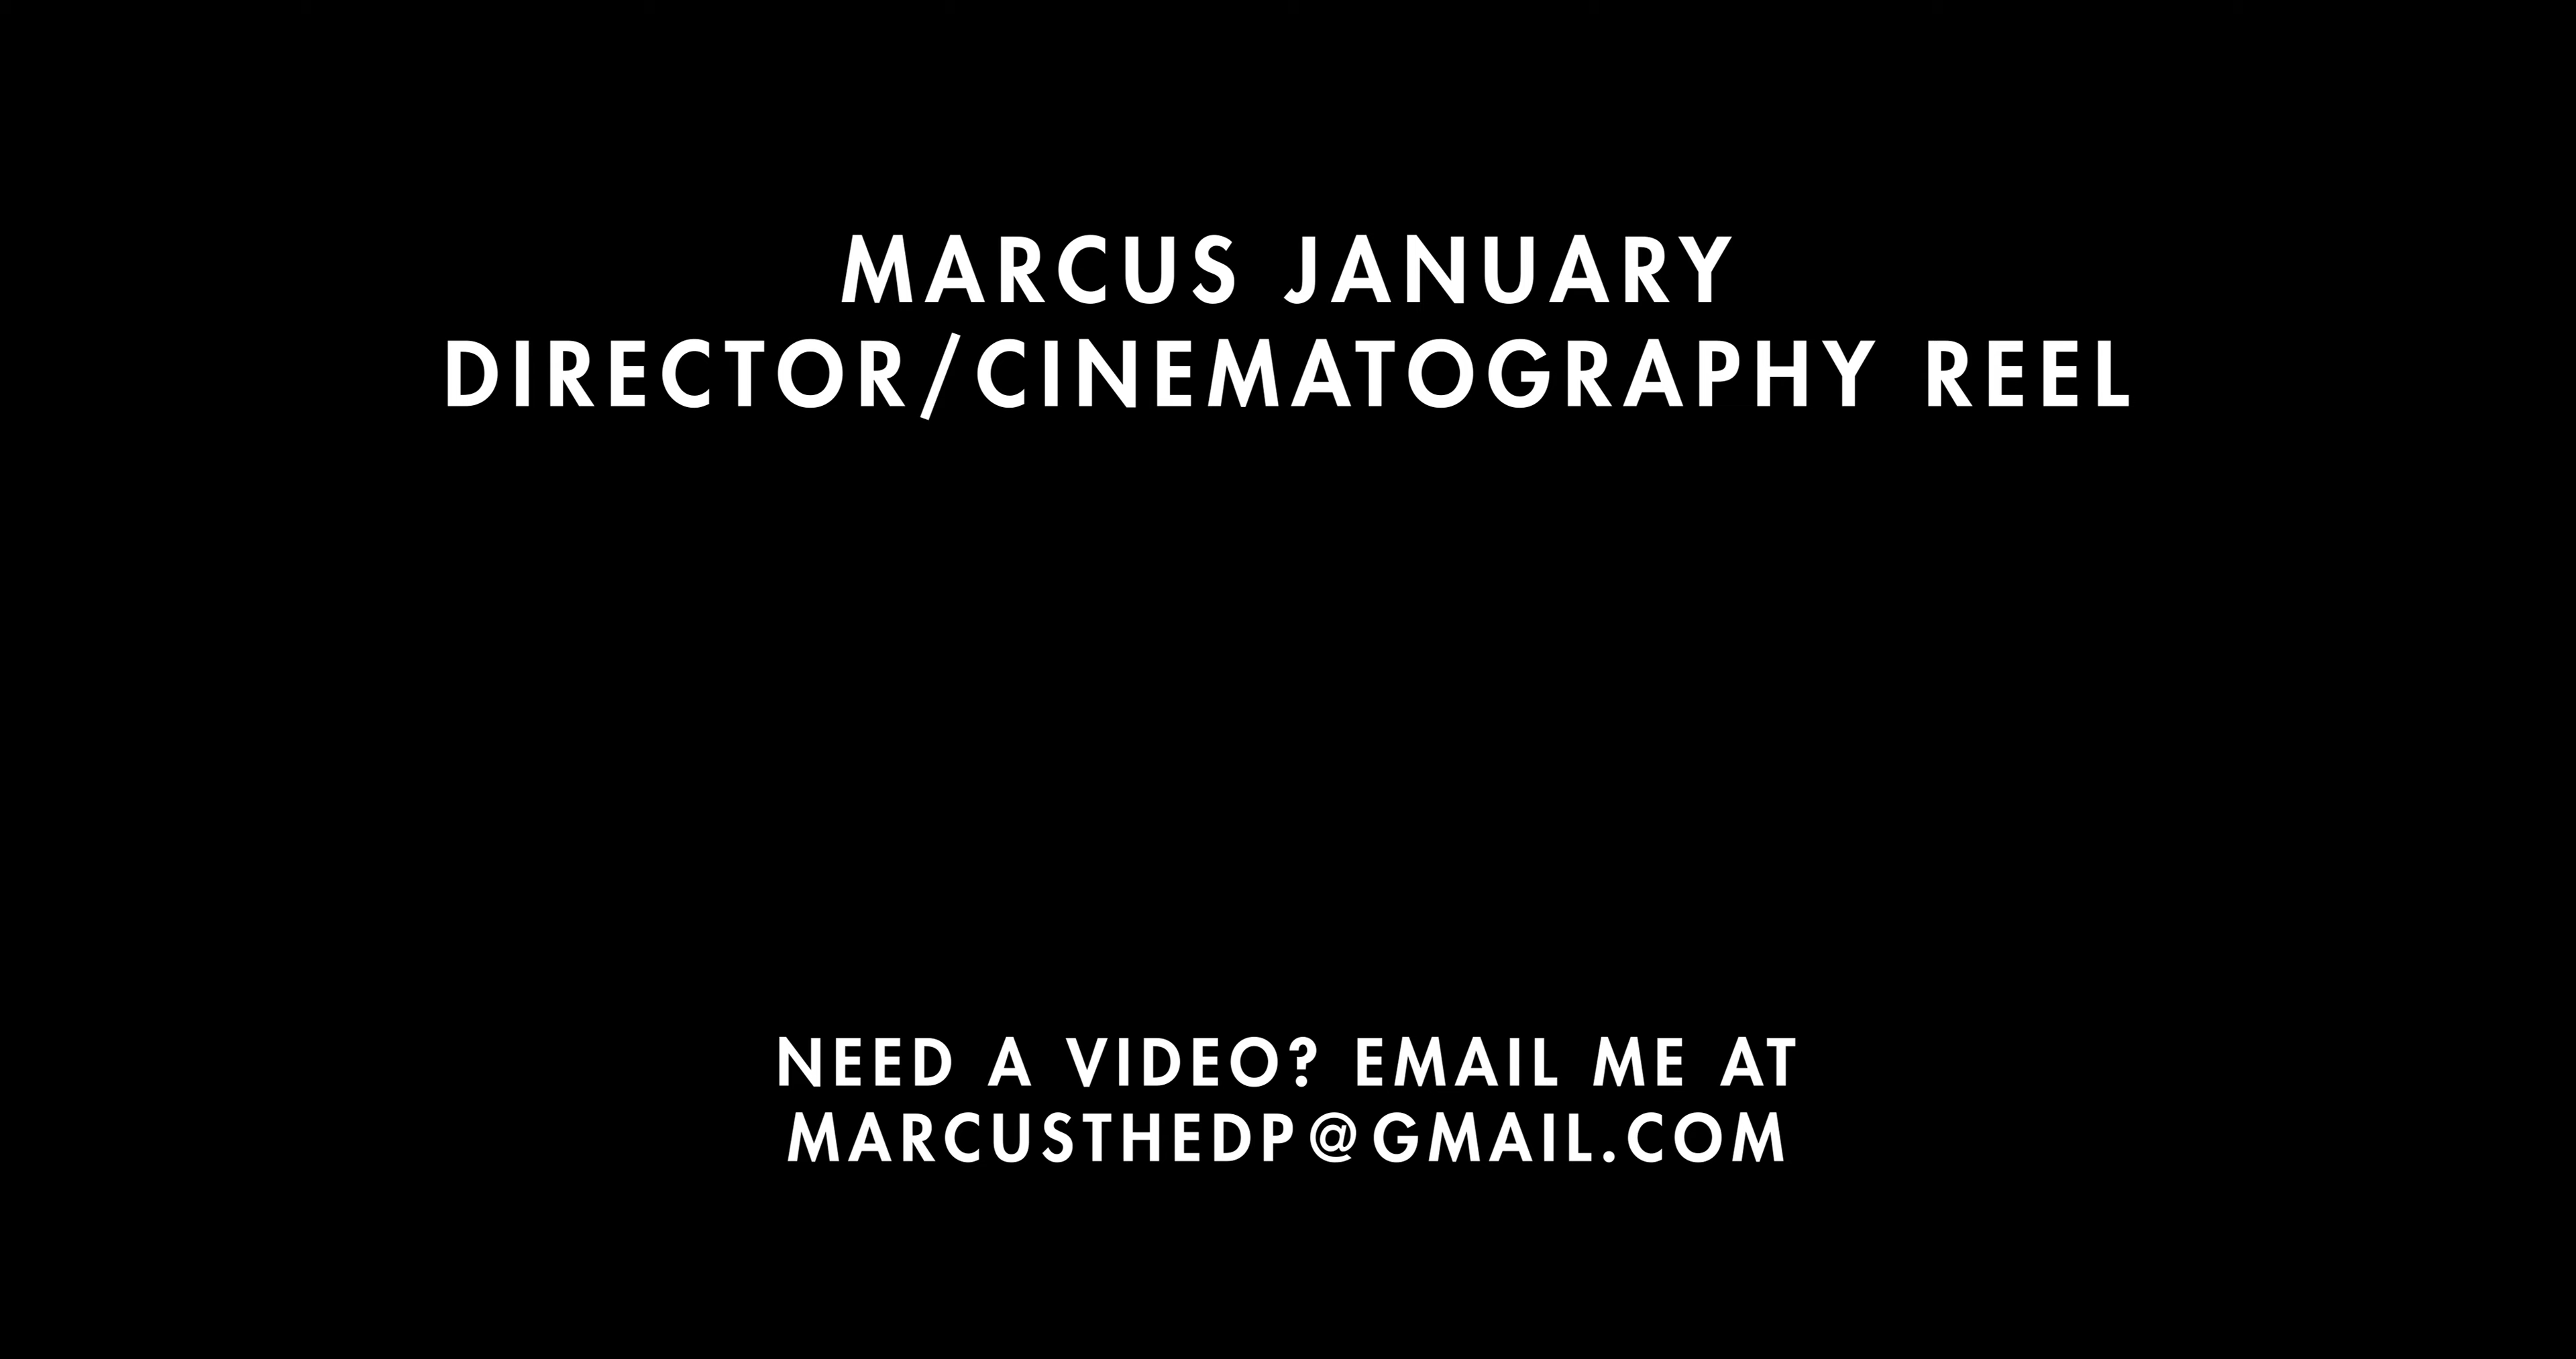 MARCUS JANUARY
DIRECTOR/CINEMATOGRAPHY REEL
NEED A VIDEO? EMAIL ME AT
MARCUSTHEDP@GMAIL.COM